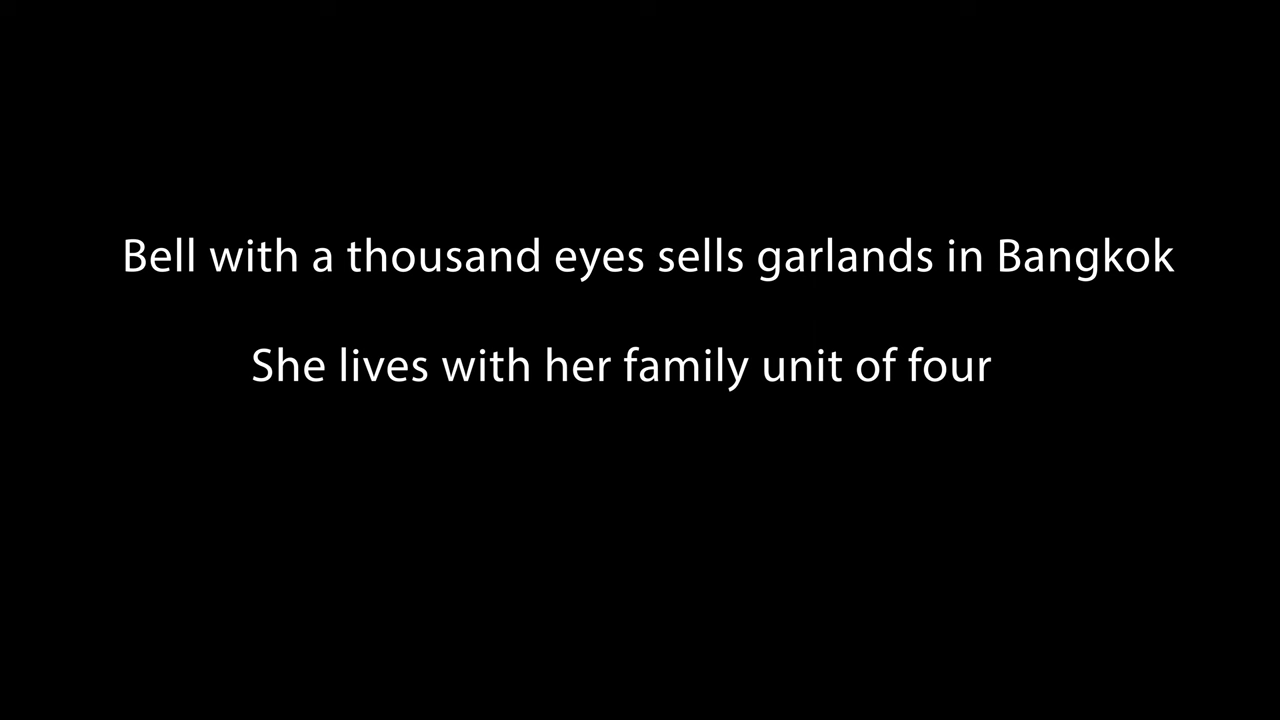 Bell with a thousand eyes sells garlands in Bangkok
She lives with her family unit of four